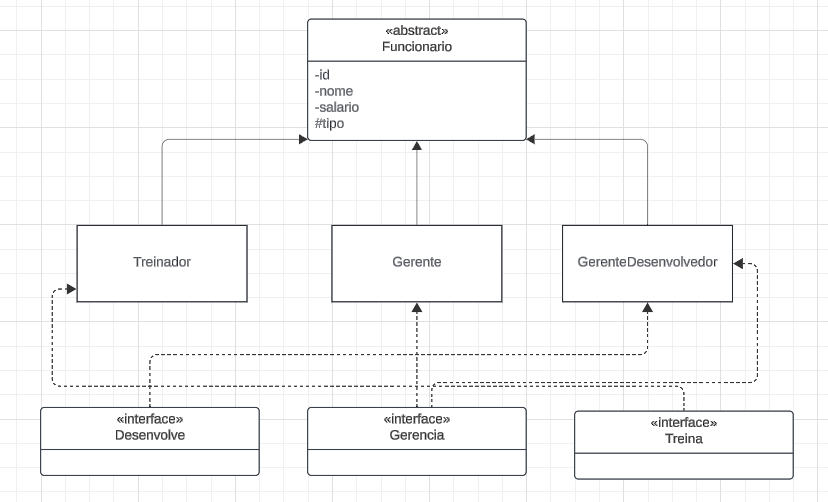 «abstract»
Funcionario
-id
-nome
-salario
#tipo
Treinador
Gerente
GerenteDesenvolvedor
«interface»
Desenvolve
«interface»
Gerencia
«interface»
Treina